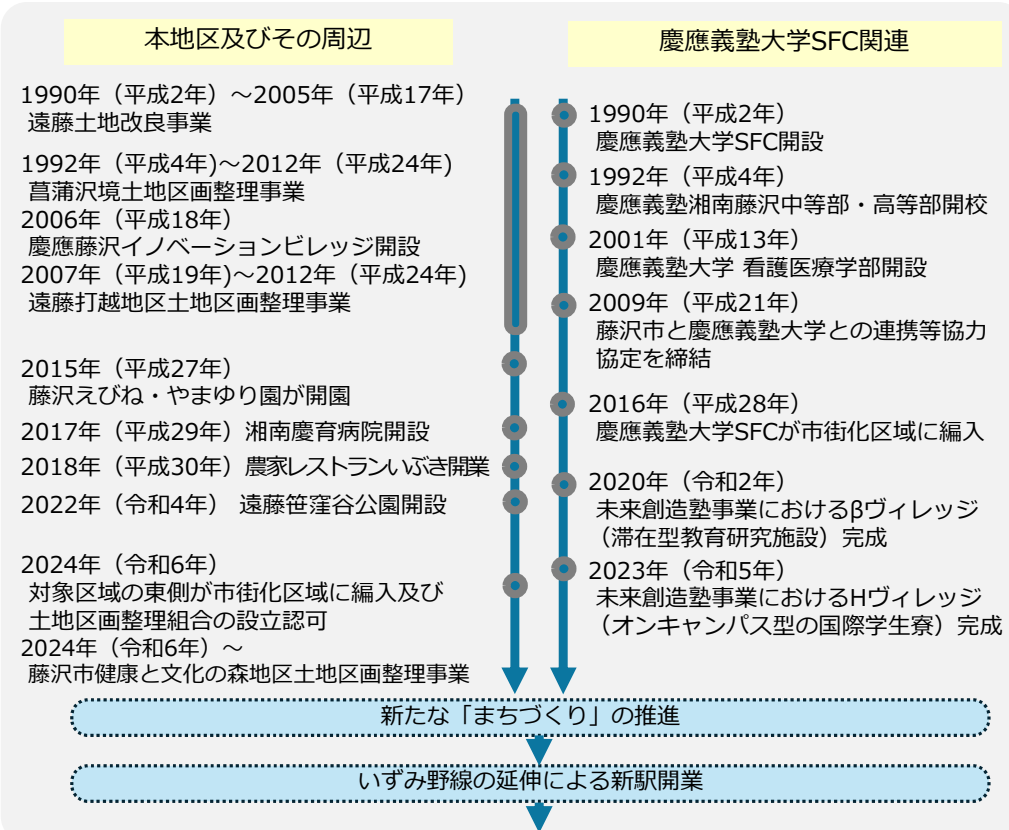 本地区及びその周辺
1990年（平成2年）～2005年（平成17年）
遠藤土地改良事業
1992年（平成4年)～2012年（平成24年)
菖蒲沢境土地区画整理事業
2006年（平成18年）
慶應藤沢イノベーションビレッジ開設
2007年（平成19年)～2012年（平成24年)
遠藤打越地区土地区画整理事業
2015年（平成27年）
藤沢えびね・やまゆり園が開園
2017年（平成29年）湘南慶育病院開設
2018年（平成30年）農家レストランいぶき開業
2022年（令和4年） 遠藤笹窪谷公園開設
2024年（令和6年）
対象区域の東側が市街化区域に編入及び
土地区画整理組合の設立認可
2024年（令和6年）～
藤沢市健康と文化の森地区土地区画整理事業
慶應義塾大学SFC関連
1990年（平成2年）
慶應義塾大学SFC開設
1992年（平成4年）
慶應義塾湘南藤沢中等部・高等部開校
2001年（平成13年）
慶應義塾大学 看護医療学部開設
2009年（平成21年）
藤沢市と慶應義塾大学との連携等協力
協定を締結
2016年（平成28年）
慶應義塾大学SFCが市街化区域に編入
2020年（令和2年）
未来創造塾事業におけるβヴィレッジ
（滞在型教育研究施設）完成
2023年（令和5年）
未来創造塾事業におけるHヴィレッジ
（オンキャンパス型の国際学生寮）完成
新たな「まちづくり」の推進
いずみ野線の延伸による新駅開業